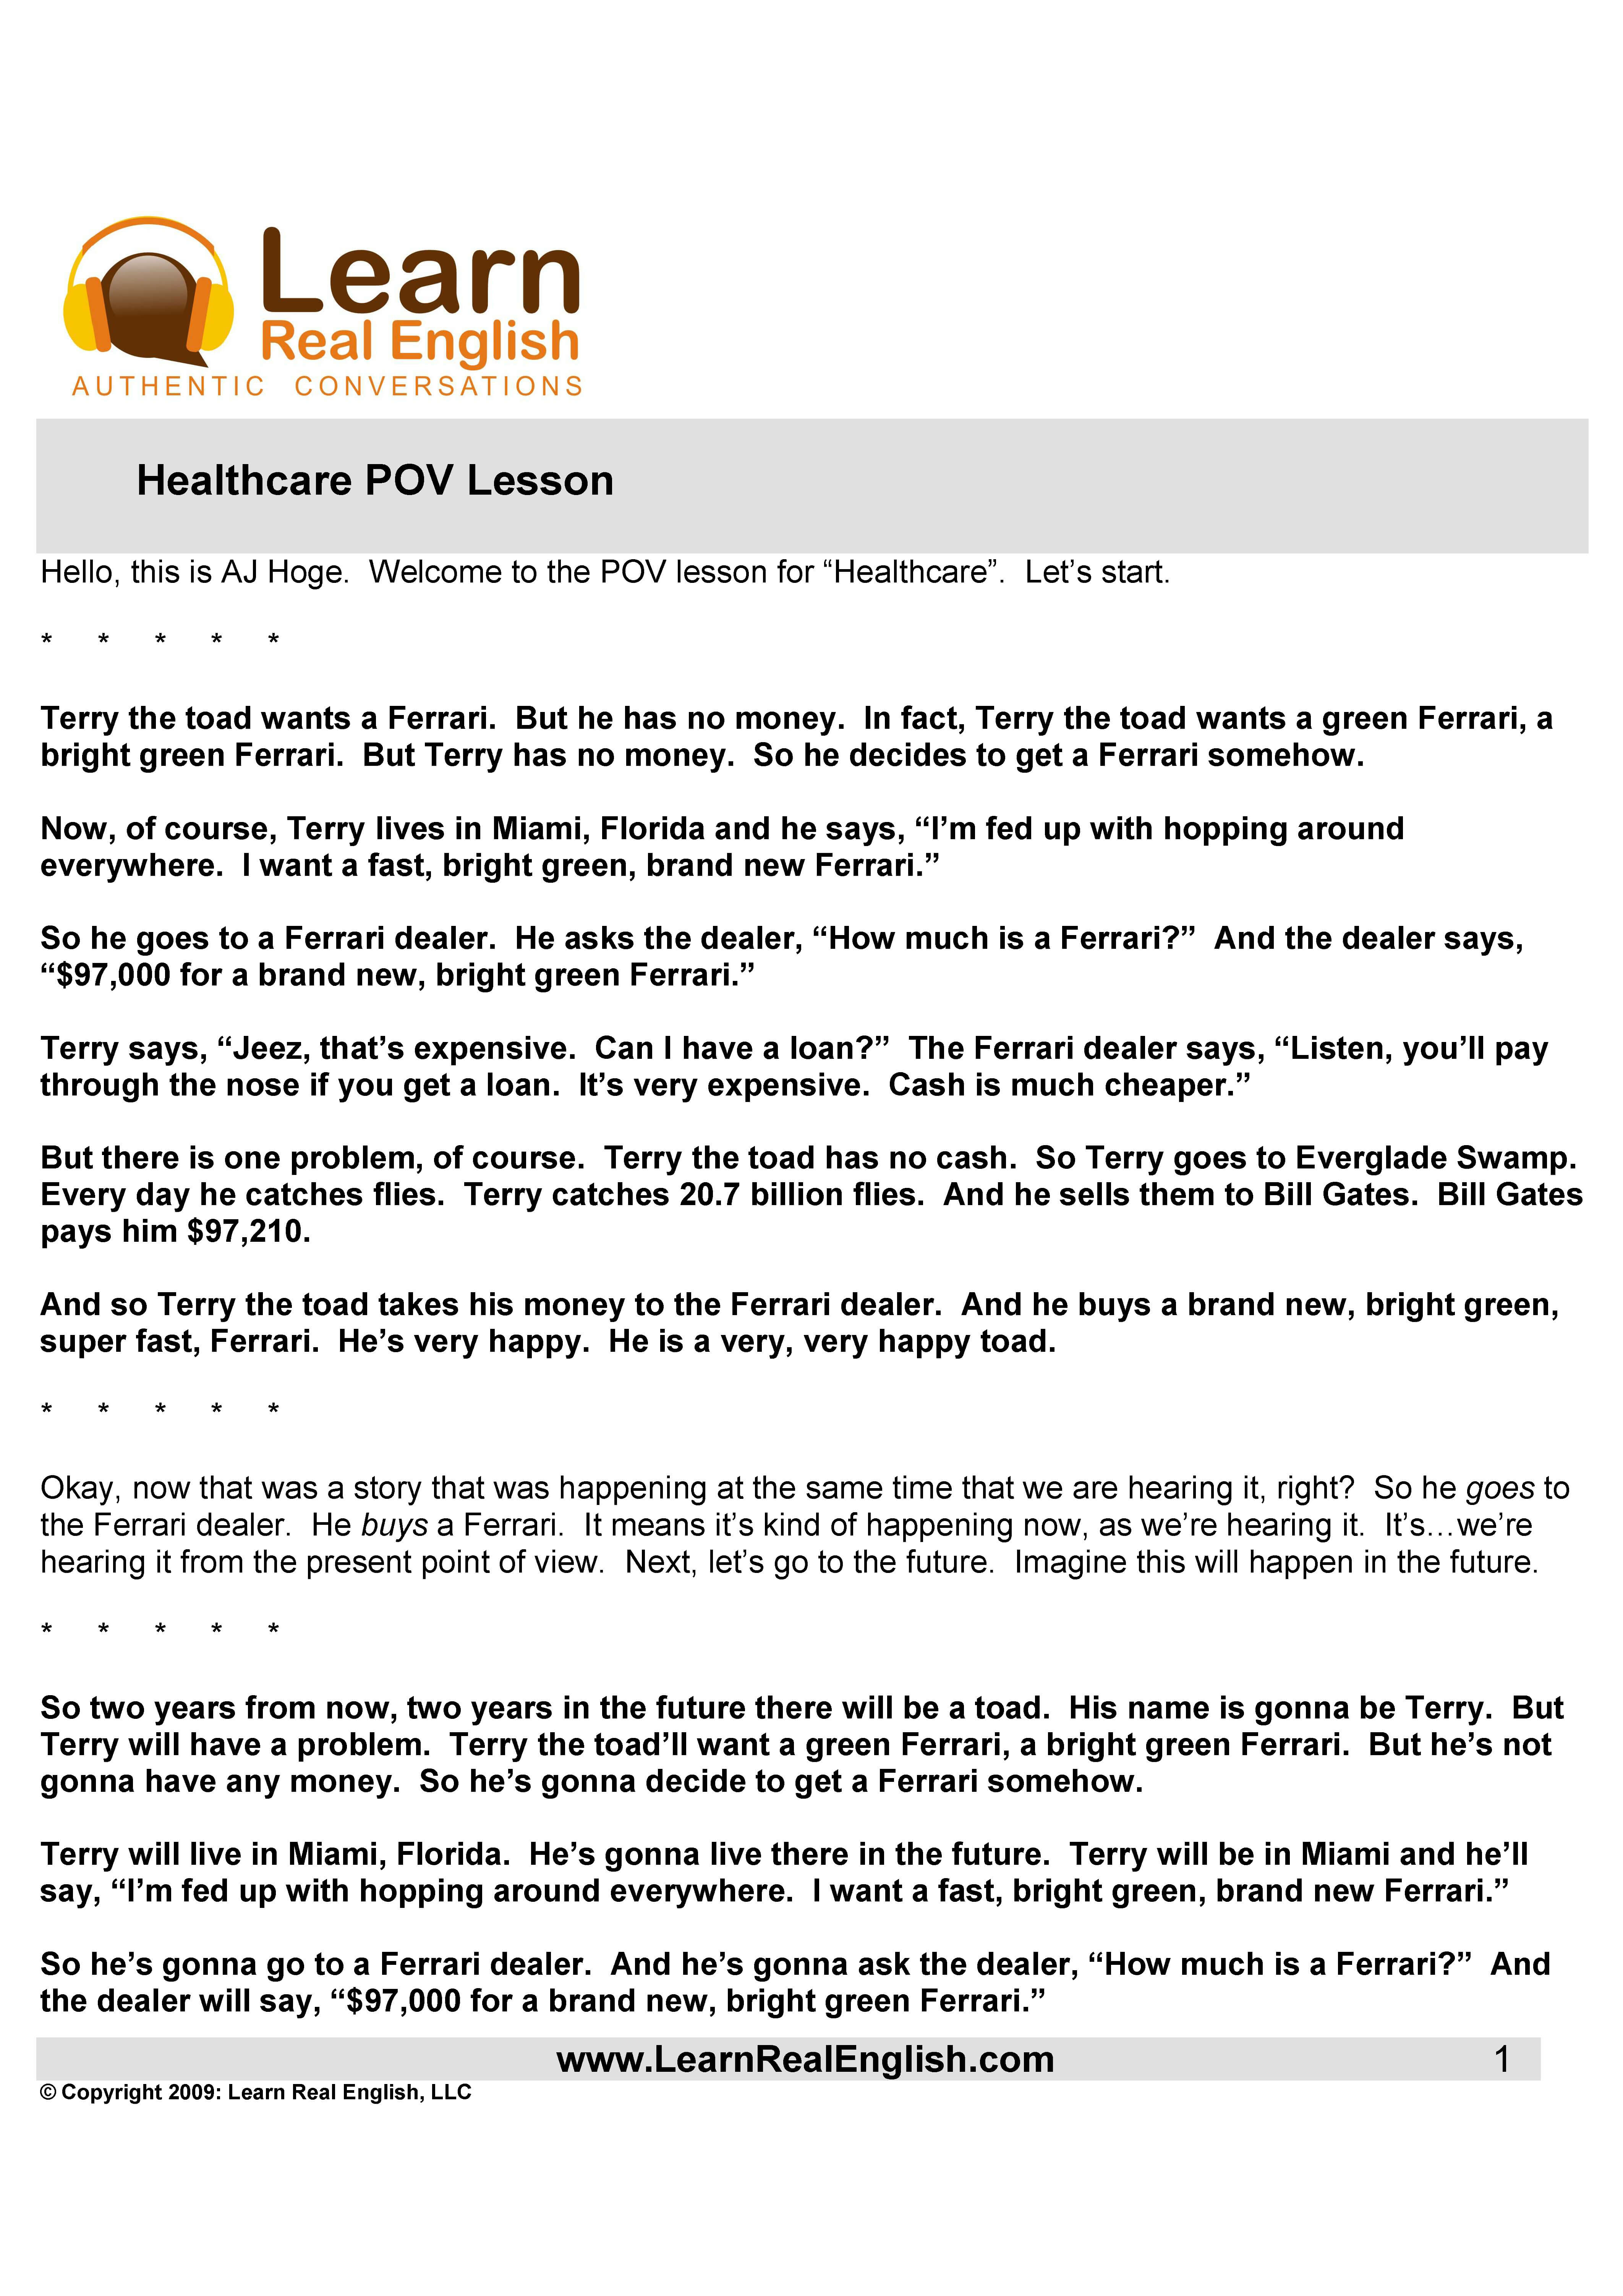 Learn
Real English
AUTHENTIC CONVERSATIONS
Healthcare POV Lesson
Hello, this is AJ Hoge.  Welcome to the POV lesson for “Healthcare”.  Let’s start.
* * * * *
Terry the toad wants a Ferrari.  But he has no money.  In fact, Terry the toad wants a green Ferrari, a
bright green Ferrari.  But Terry has no money.  So he decides to get a Ferrari somehow.
Now, of course, Terry lives in Miami, Florida and he says, “I’m fed up with hopping around
everywhere.  I want a fast, bright green, brand new Ferrari.”
So he goes to a Ferrari dealer.  He asks the dealer, “How much is a Ferrari?”  And the dealer says,
“$97,000 for a brand new, bright green Ferrari.”
Terry says, “Jeez, that’s expensive.  Can I have a loan?”  The Ferrari dealer says, “Listen, you’ll pay
through the nose if you get a loan.  It’s very expensive.  Cash is much cheaper.”
But there is one problem, of course.  Terry the toad has no cash.  So Terry goes to Everglade Swamp.
Every day he catches flies.  Terry catches 20.7 billion flies.  And he sells them to Bill Gates.  Bill Gates
pays him $97,210.
And so Terry the toad takes his money to the Ferrari dealer.  And he buys a brand new, bright green,
super fast, Ferrari.  He’s very happy.  He is a very, very happy toad.
* * * * *
Okay, now that was a story that was happening at the same time that we are hearing it, right?  So he goes to
the Ferrari dealer.  He buys a Ferrari.  It means it’s kind of happening now, as we’re hearing it.  It’s…we’re
hearing it from the present point of view.  Next, let’s go to the future.  Imagine this will happen in the future.
* * * * *
So two years from now, two years in the future there will be a toad.  His name is gonna be Terry.  But
Terry will have a problem.  Terry the toad’ll want a green Ferrari, a bright green Ferrari.  But he’s not
gonna have any money.  So he’s gonna decide to get a Ferrari somehow.
Terry will live in Miami, Florida.  He’s gonna live there in the future.  Terry will be in Miami and he’ll
say, “I’m fed up with hopping around everywhere.  I want a fast, bright green, brand new Ferrari.”
So he’s gonna go to a Ferrari dealer.  And he’s gonna ask the dealer, “How much is a Ferrari?”  And
the dealer will say, “$97,000 for a brand new, bright green Ferrari.”
www.LearnRealEnglish.com 1
© Copyright 2009: Learn Real English, LLC